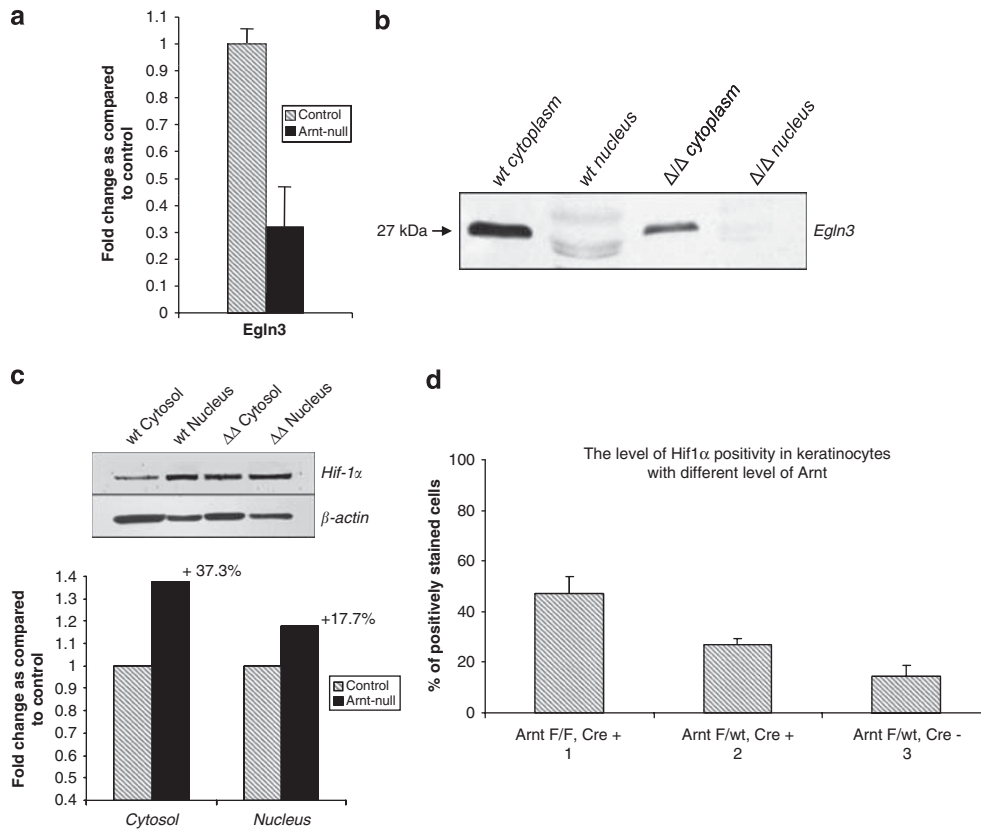 a
Fold change as compared
to control
1.1
1
0.9
0.8
0.7
0.6
0.5
0.4
0.3
0.2
0.1
0
Control
Arnt-null
Egln3
b
wt cytoplasm
wt nucleus
Δ/Δ cytoplasm
Δ/Δ nucleus
27 kDa
Egln3
c
wt Cytosol
wt Nucleus
ΔΔ Cytosol
ΔΔ Nucleus
Hif-1α
β-actin
Fold change as compared
to control
1.4
1.3
1.2
1.1
1
0.9
0.8
0.7
0.6
0.5
0.4
+ 37.3%
+17.7%
Control
Arnt-null
Cytosol
Nucleus
d
The level of Hif1α positivity in keratinocytes
with different level of Arnt
% of positively stained cells
100
80
60
40
20
0
Arnt F/F, Cre +
1
Arnt F/wt, Cre +
2
Arnt F/wt, Cre -
3